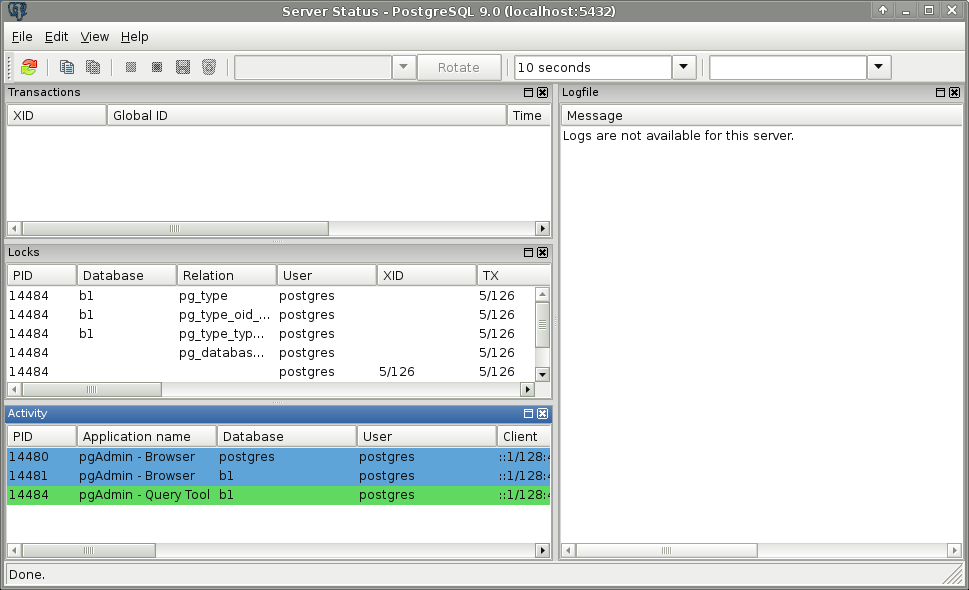 Server Status - PostgreSQL 9.0 (localhost:5432)
File Edit View Help
Rotate 10 seconds
Transactions
XID Global ID Time
Locks
PID Database Relation User XID TX
14484 b1 pg_type postgres 5/126
14484 b1 pg_type_oid_... postgres 5/126
14484 b1 pg_type_typ... postgres 5/126
14484 pg_databas... postgres 5/126
14484 postgres 5/126 5/126
Activity
PID Application name Database User Client
14480 pgAdmin - Browser postgres postgres ::1/128:4
14481 pgAdmin - Browser b1 postgres ::1/128:4
14484 pgAdmin - Query Tool b1 postgres ::1/128:4
Logfile
Message
Logs are not available for this server.
Done.